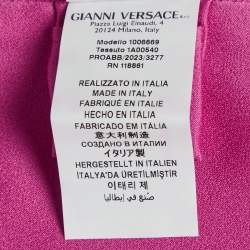 GIANNI VERSACE S.r.l.
Piazza Luigi Einaudi, 4
20124 Milano, Italy
Modello 1006669
Tessuto 1A00540
PROABB/2023/3277
RN 118881
REALIZZATO IN ITALIA
MADE IN ITALY
FABRIQUÉ EN ITALIE
HECHO EN ITALIA
FABRICADO EM ITÁLIA
意大利制造
СОЗДАНО В ИТАЛИИ
イタリア製
HERGESTELLT IN ITALIEN
ITALYA'DA ÜRETİLMİŞTİR
이태리 제
صُنع في إيطاليا